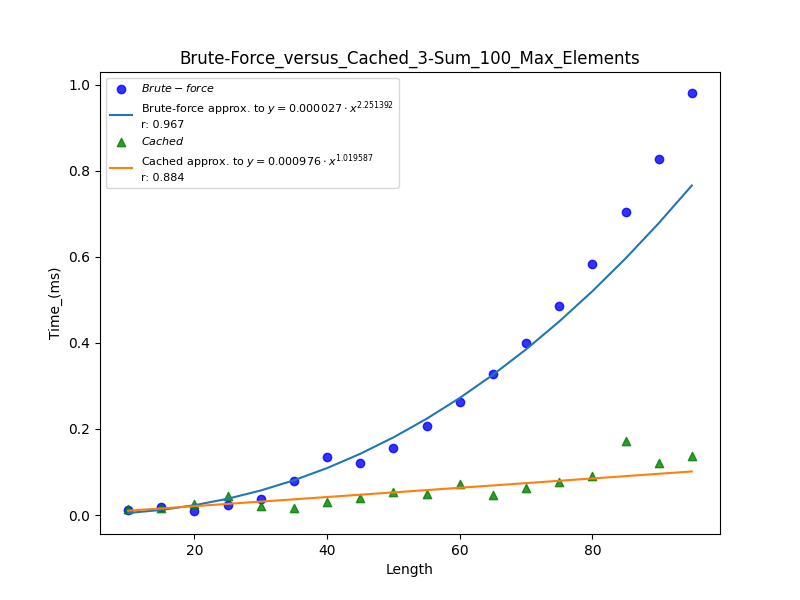 Brute-Force_versus_Cached_3-Sum_100_Max_Elements
Brute − force
Brute-force approx. to y = 0.000027 · x^2.251392
r: 0.967
Cached
Cached approx. to y = 0.000976 · x^1.019587
r: 0.884
1.0
0.8
0.6
0.4
0.2
0.0
Time_(ms)
20
40
60
80
Length